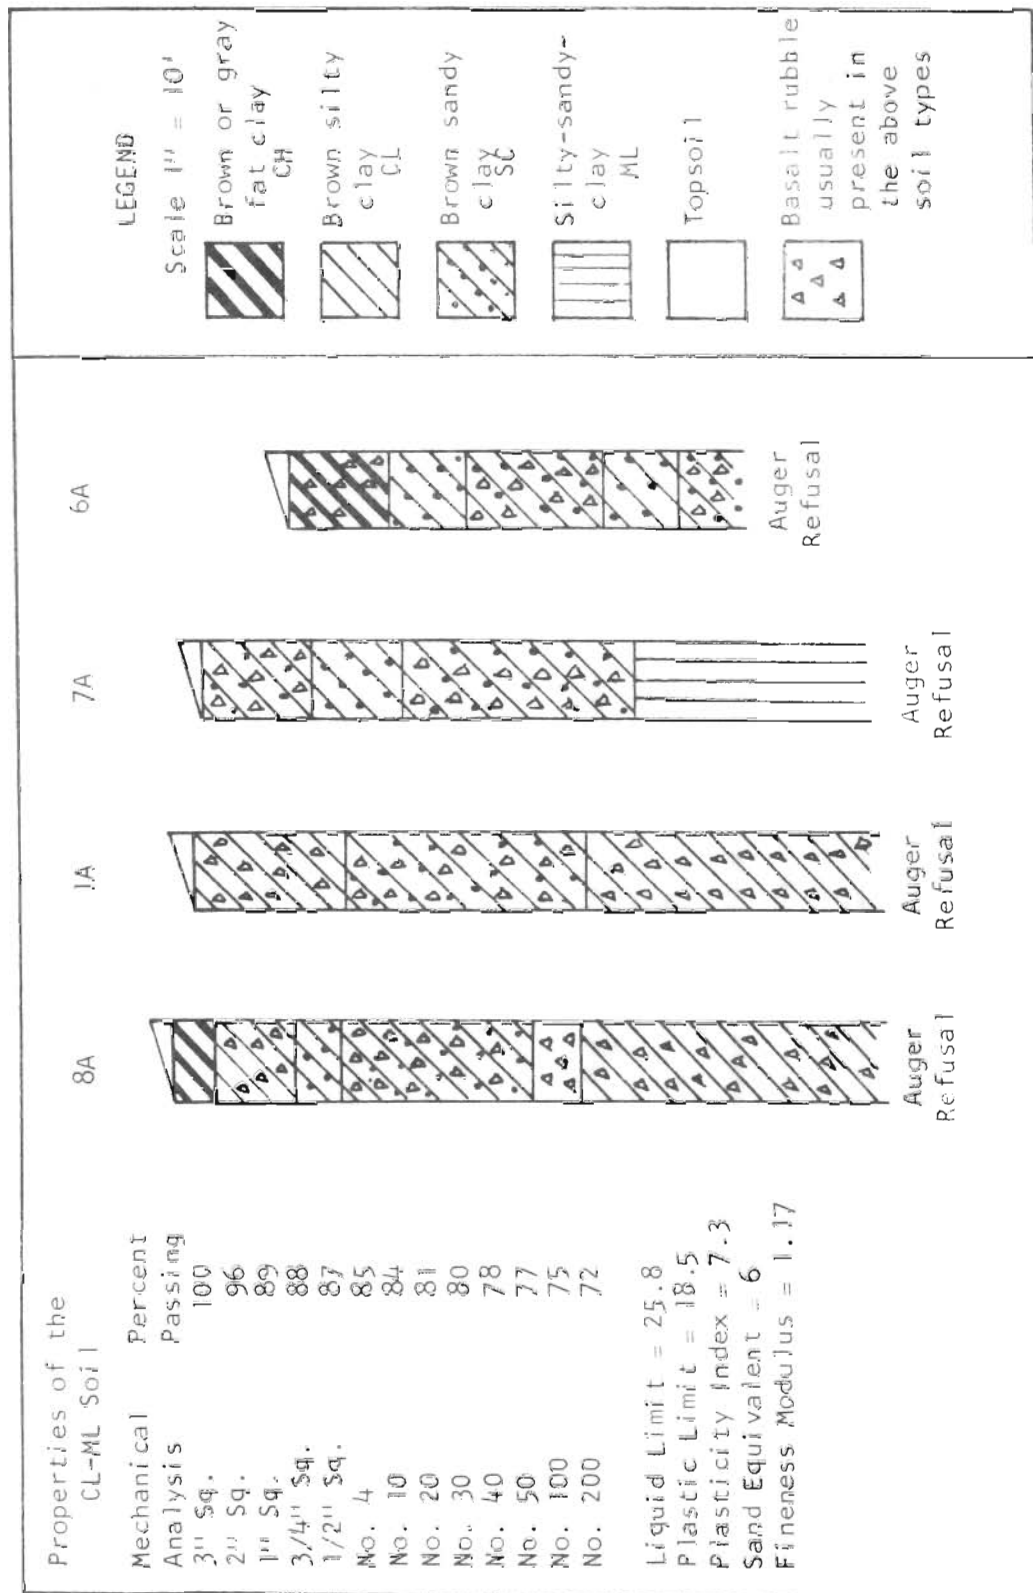 Properties of the
CL-ML Soil
Mechanical Percent
Analysis Passing
3" Sq. 100
2" Sq. 96
1" Sq. 89
3/4" Sq. 88
1/2" Sq. 87
No. 4 85
No. 10 84
No. 20 81
No. 30 80
No. 40 78
No. 50 77
No. 100 75
No. 200 72
Liquid Limit = 25.8
Plastic Limit = 18.5
Plasticity Index = 7.3
Sand Equivalent = 6
Fineness Modulus = 1.17
8A
Auger
Refusal
1A
Auger
Refusal
7A
Auger
Refusal
6A
Auger
Refusal
LEGEND
Scale 1" = 10'
Brown or gray
fat clay
CH
Brown silty
clay
CL
Brown sandy
clay
SC
Silty-sandy-
clay
ML
Topsoil
Basalt rubble
usually
present in
the above
soil types